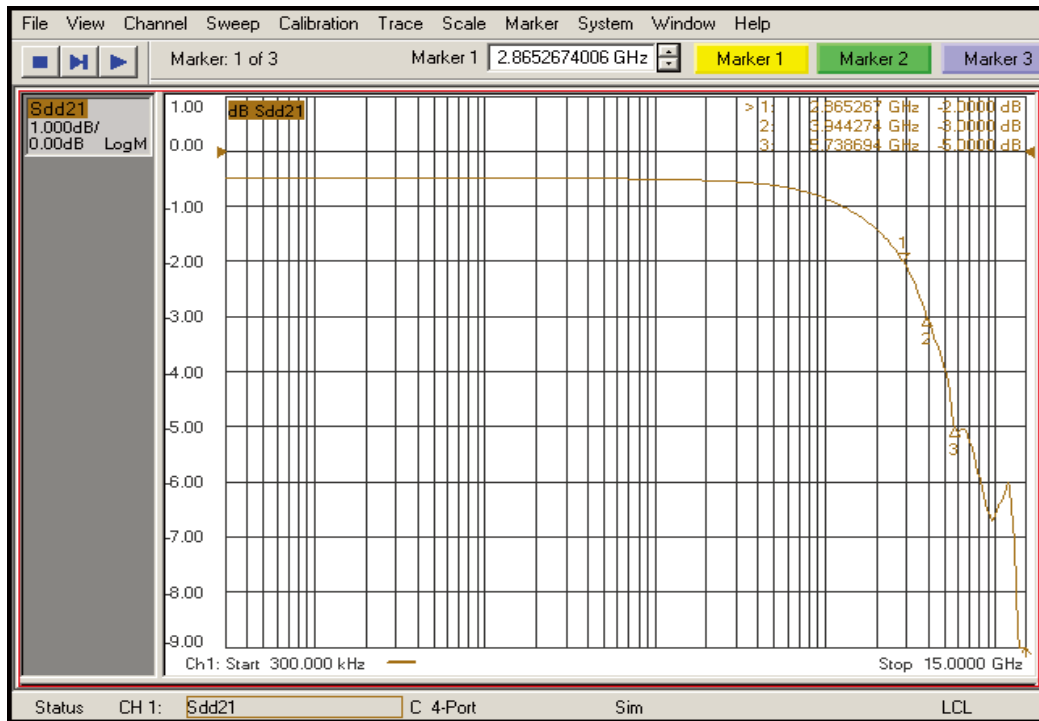 File View Channel Sweep Calibration Trace Scale Marker System Window Help
Marker: 1 of 3 Marker 1 2.8652674006 GHz Marker 1 Marker 2 Marker 3
Sdd21
1.000dB/
0.00dB LogM
dB Sdd21
> 1: 2.865267 GHz -2.0000 dB
2: 3.944274 GHz -3.0000 dB
3: 5.738694 GHz -5.0000 dB
1.00
0.00
-1.00
-2.00
-3.00
-4.00
-5.00
-6.00
-7.00
-8.00
-9.00
1
2
3
Ch1: Start 300.000 kHz Stop 15.0000 GHz
Status CH 1: Sdd21 C 4-Port Sim LCL